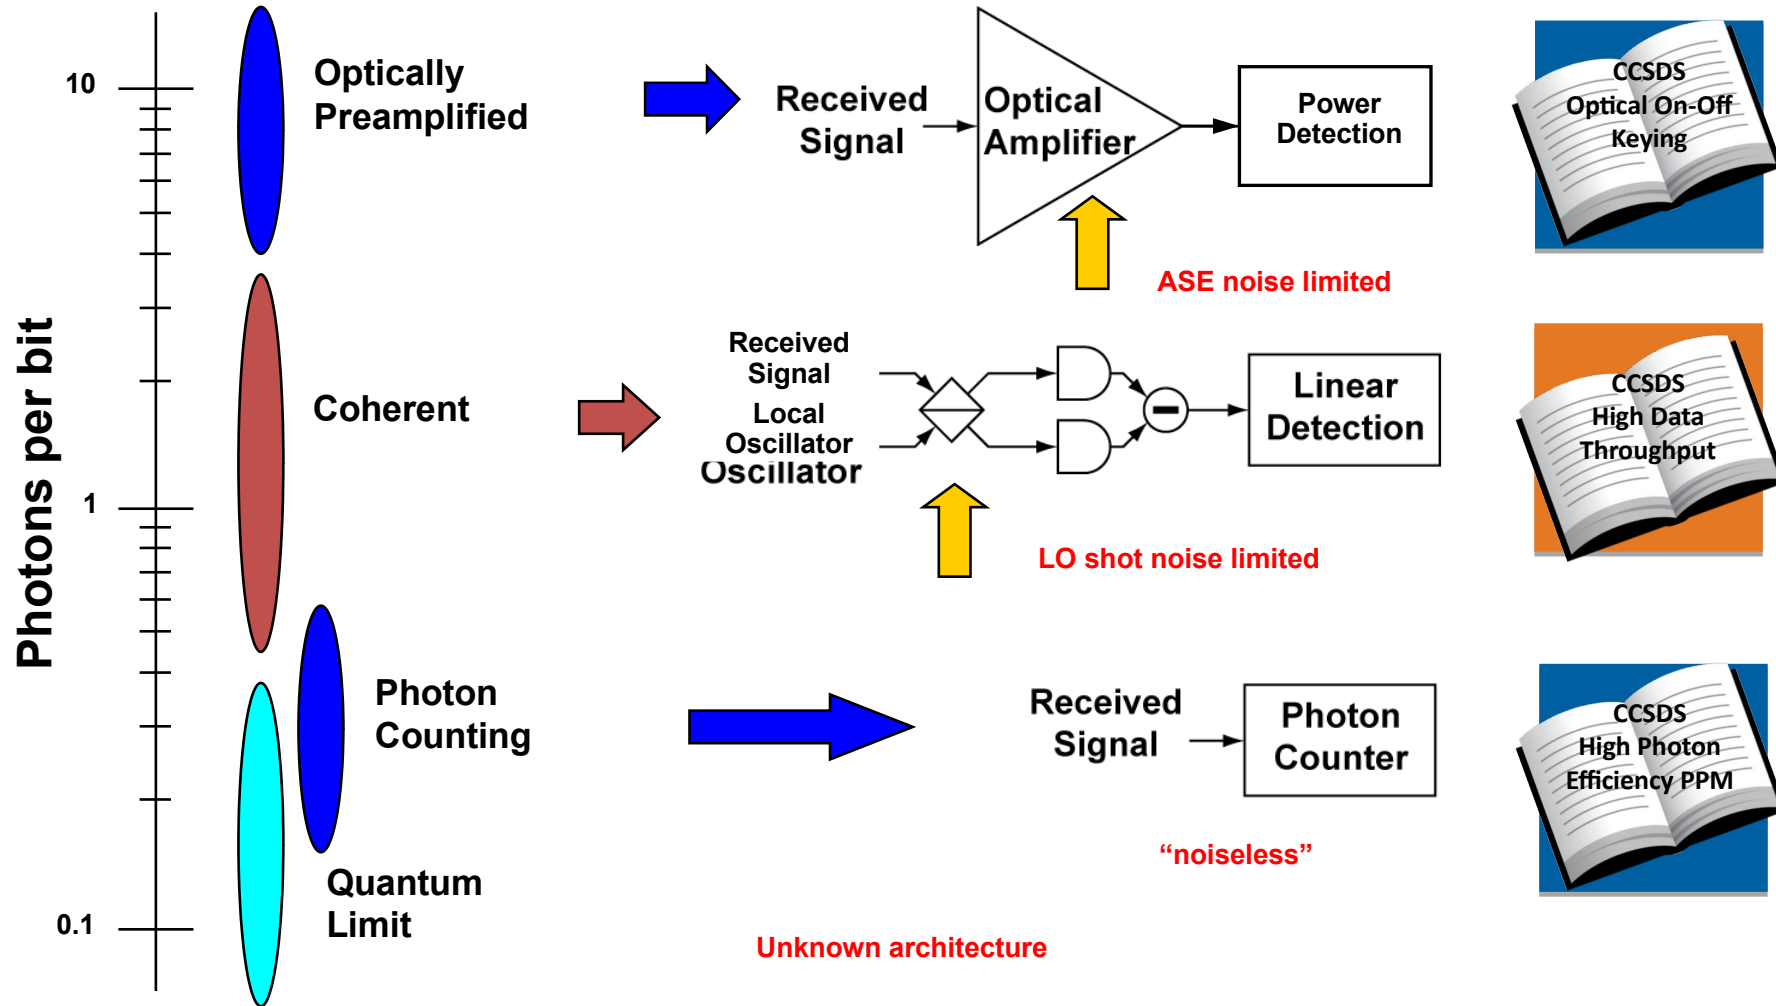 Photons per bit
10
1
0.1
Optically
Preamplified
Received
Signal
Optical
Amplifier
Power
Detection
CCSDS
Optical On-Off
Keying
ASE noise limited
Coherent
Received
Signal
Local
Oscillator
Oscillator
Linear
Detection
CCSDS
High Data
Throughput
LO shot noise limited
Photon
Counting
Received
Signal
Photon
Counter
CCSDS
High Photon
Efficiency PPM
“noiseless”
Quantum
Limit
Unknown architecture